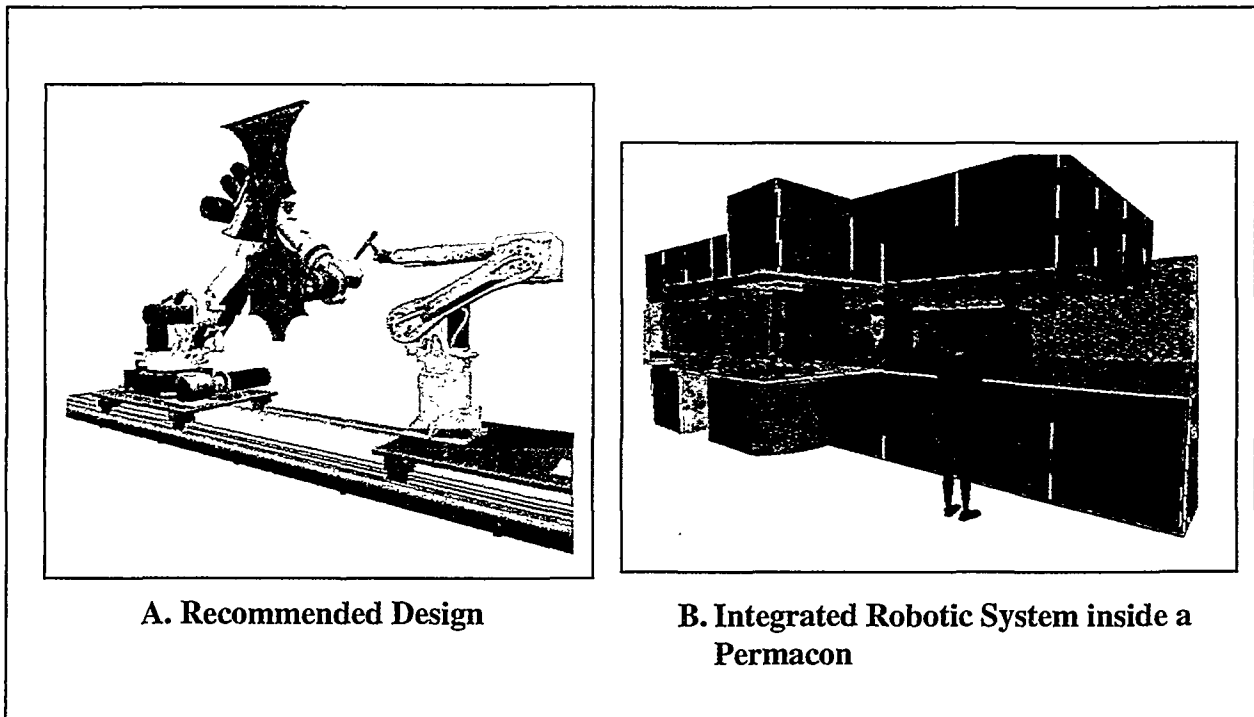 A. Recommended Design
B. Integrated Robotic System inside a
Permacon